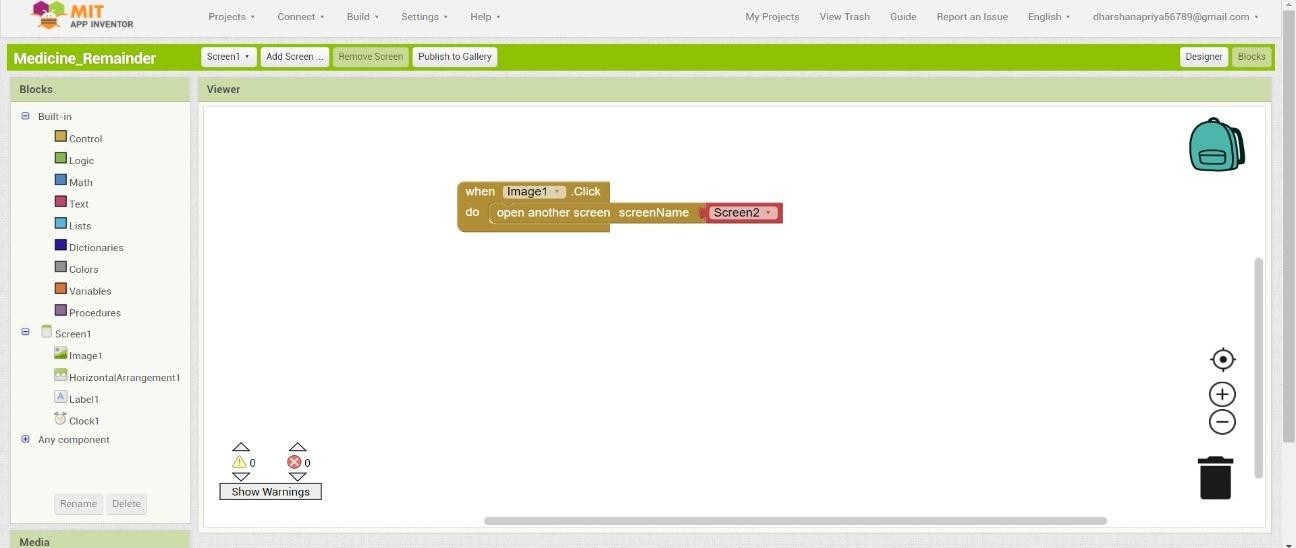 MIT
APP INVENTOR
Projects Connect Build Settings Help My Projects View Trash Guide Report an Issue English dharshanapriya56789@gmail.com
Medicine_Remainder Screen1 Add Screen ... Remove Screen Publish to Gallery Designer Blocks
Blocks
Viewer
Built-in
Control
Logic
Math
Text
Lists
Dictionaries
Colors
Variables
Procedures
Screen1
Image1
HorizontalArrangement1
A Label1
Clock1
Any component
Rename Delete
Media
when Image1 .Click
do open another screen screenName Screen2
0 0
Show Warnings